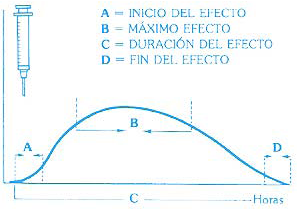 A = INICIO DEL EFECTO
B = MÁXIMO EFECTO
C = DURACIÓN DEL EFECTO
D = FIN DEL EFECTO
A
B
D
C
Horas